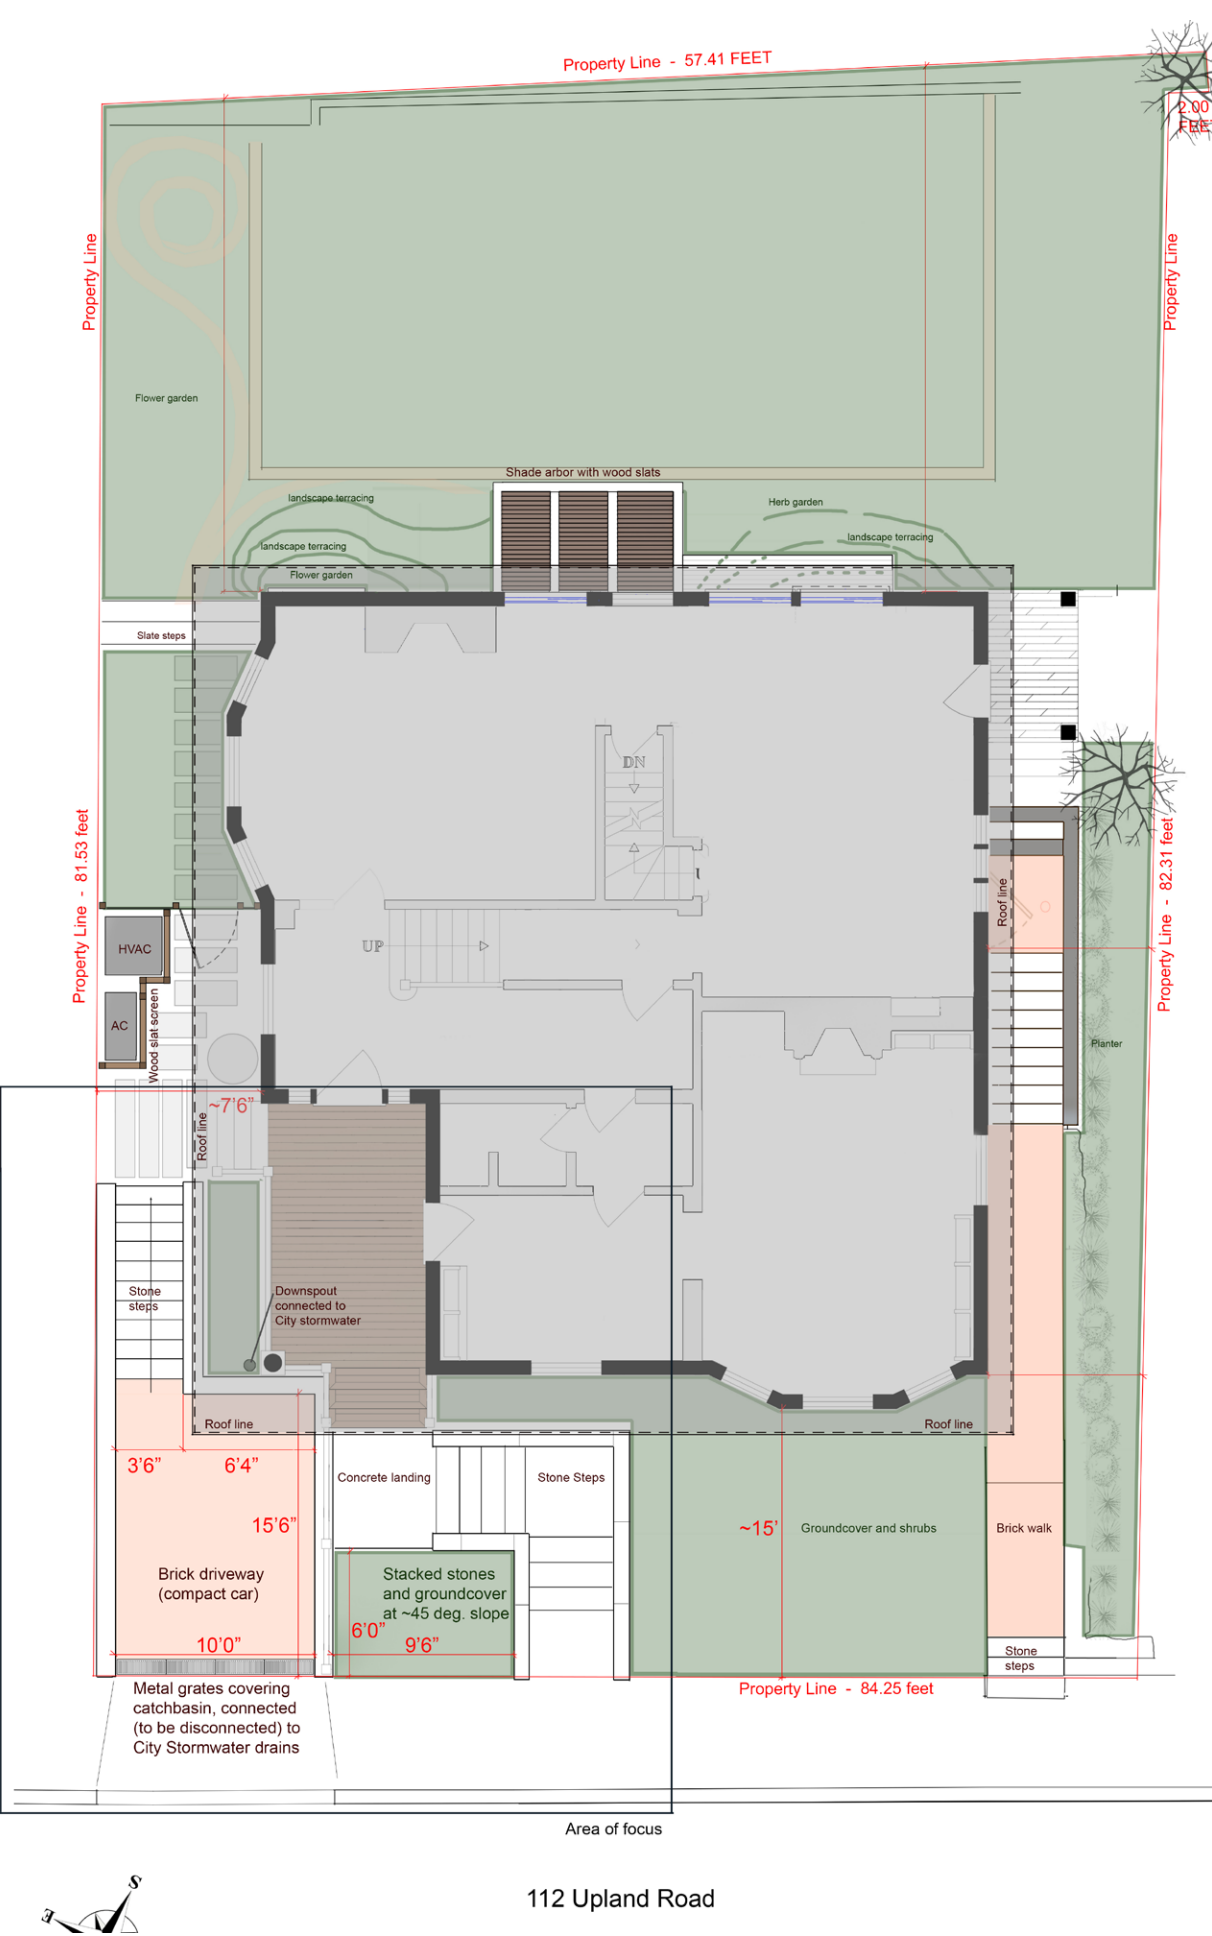 Property Line - 57.41 FEET
2.00
FEET
Property Line
Property Line
Flower garden
Shade arbor with wood slats
landscape terracing
Herb garden
landscape terracing
landscape terracing
Flower garden
Slate steps
DN
Property Line - 81.53 feet
Property Line - 82.31 feet
Roof line
UP
HVAC
AC
Wood slat screen
Planter
~7'6"
Roof line
Stone
steps
Downspout
connected to
City stormwater
Roof line
Roof line
3'6"
6'4"
Concrete landing
Stone Steps
15'6"
~15'
Groundcover and shrubs
Brick walk
Brick driveway
(compact car)
Stacked stones
and groundcover
at ~45 deg. slope
6'0"
9'6"
10'0"
Stone
steps
Metal grates covering
catchbasin, connected
(to be disconnected) to
City Stormwater drains
Property Line - 84.25 feet
Area of focus
112 Upland Road
S
E